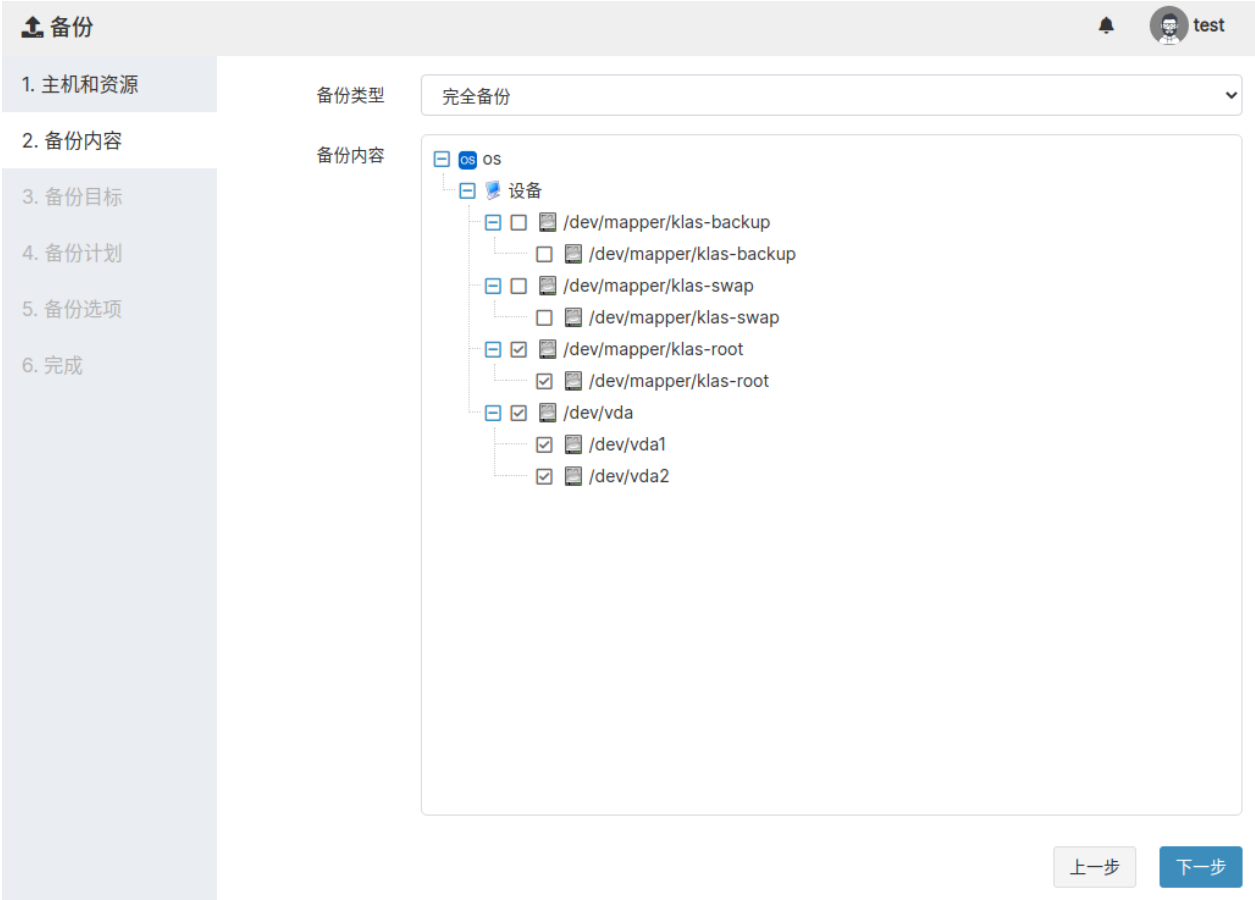 备份
test
1. 主机和资源
2. 备份内容
3. 备份目标
4. 备份计划
5. 备份选项
6. 完成
备份类型
完全备份
备份内容
os os
设备
/dev/mapper/klas-backup
/dev/mapper/klas-backup
/dev/mapper/klas-swap
/dev/mapper/klas-swap
/dev/mapper/klas-root
/dev/mapper/klas-root
/dev/vda
/dev/vda1
/dev/vda2
上一步
下一步